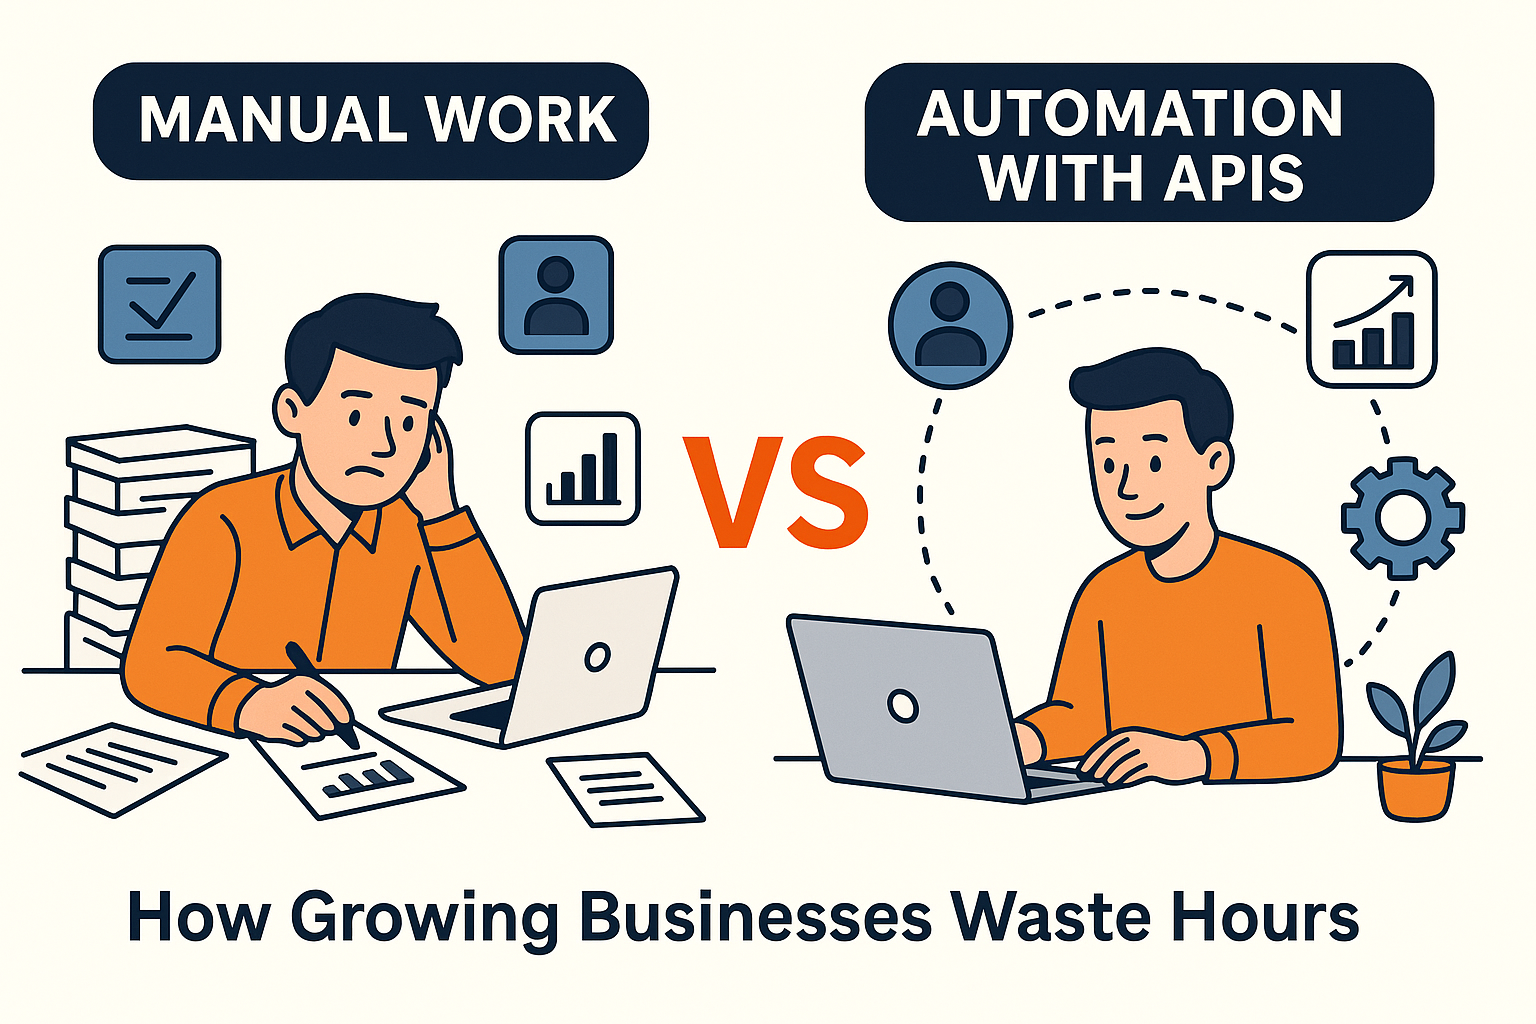 MANUAL WORK
AUTOMATION
WITH APIS
VS
How Growing Businesses Waste Hours